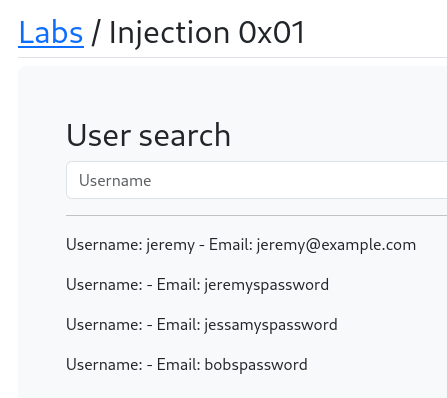 Labs / Injection 0x01
User search
Username
Username: jeremy - Email: jeremy@example.com
Username: - Email: jeremyspassword
Username: - Email: jessamyspassword
Username: - Email: bobspassword